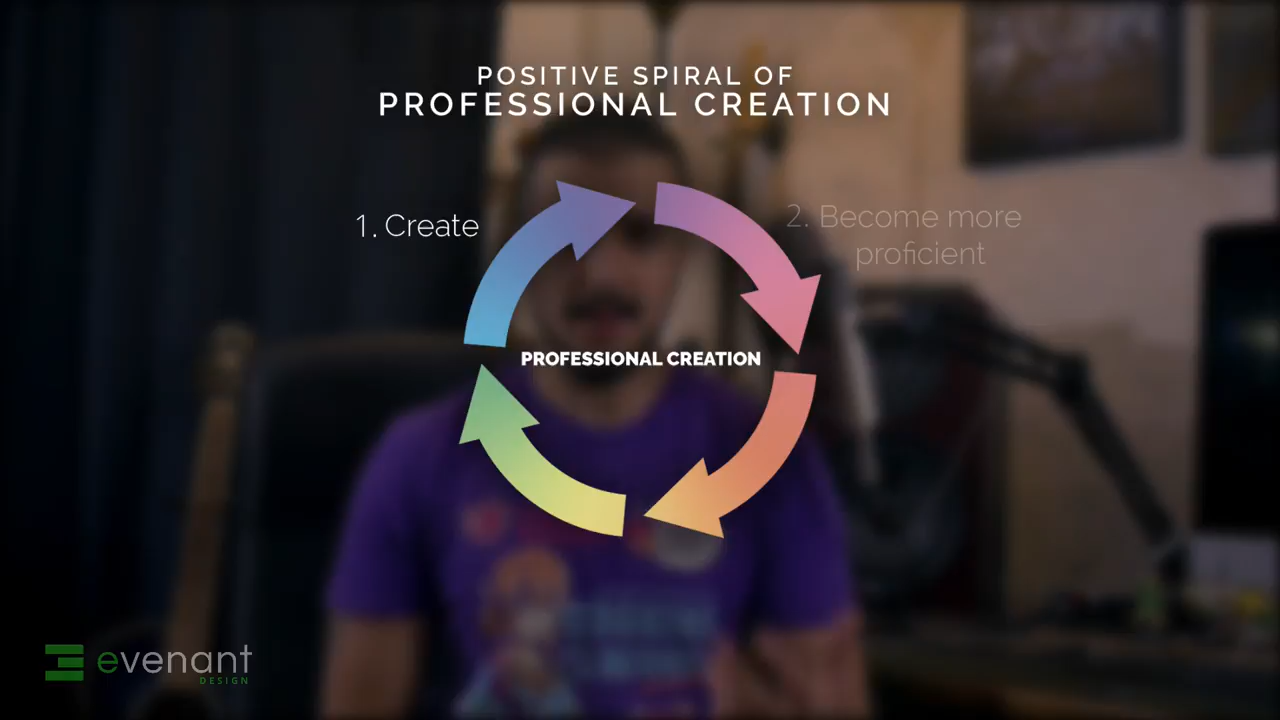 POSITIVE SPIRAL OF
PROFESSIONAL CREATION
1. Create
2. Become more
proficient
PROFESSIONAL CREATION
evenant
DESIGN